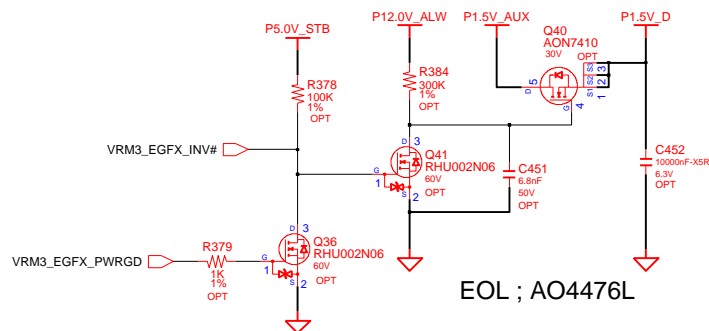 P5.0V_STB
P12.0V_ALW
P1.5V_AUX
P1.5V_D
Q40
AON7410
30V
OPT
5
D
S3
S2
S1
3
2
1
G
4
R378
100K
1%
OPT
R384
300K
1%
OPT
VRM3_EGFX_INV#
D
3
Q41
RHU002N06
60V
OPT
G
1
S
2
C451
6.8nF
50V
OPT
C452
10000nF-X5R
6.3V
OPT
D
3
Q36
RHU002N06
60V
OPT
G
1
S
2
VRM3_EGFX_PWRGD
R379
1K
1%
OPT
EOL ; AO4476L